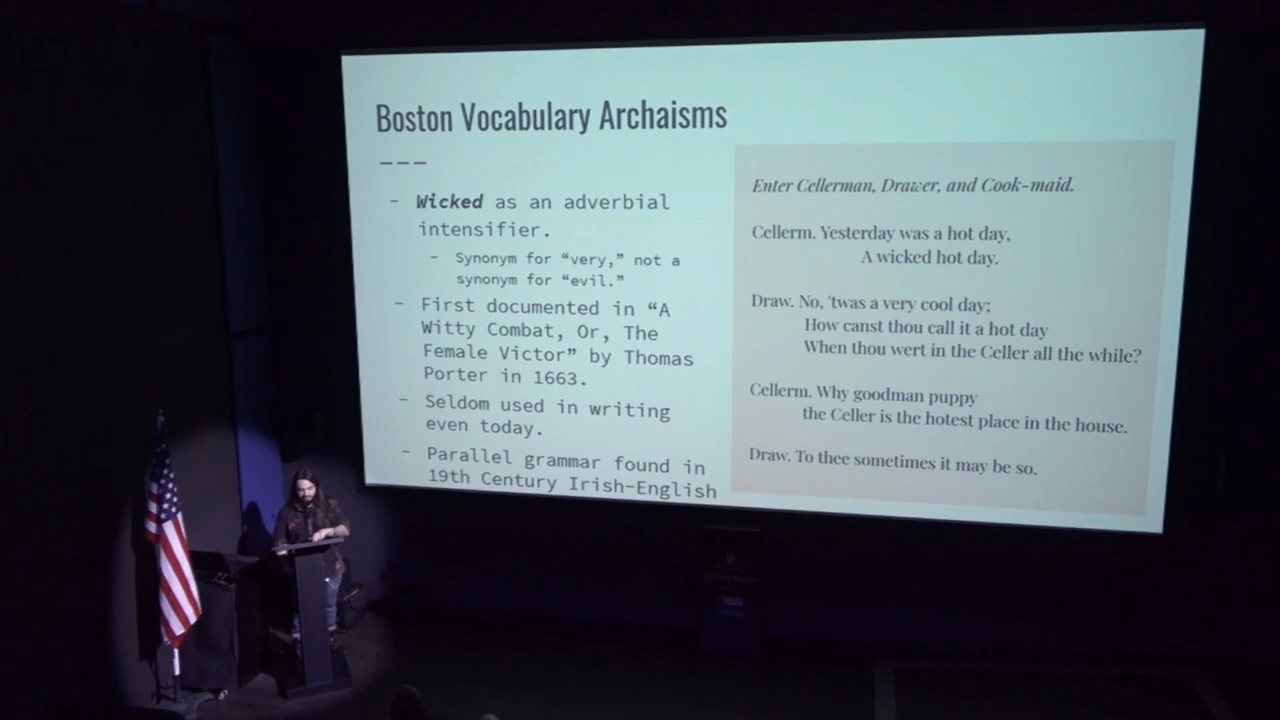 Boston Vocabulary Archaisms
---
- Wicked as an adverbial
intensifier.
- Synonym for “very,” not a
synonym for “evil.”
- First documented in “A
Witty Combat, Or, The
Female Victor” by Thomas
Porter in 1663.
- Seldom used in writing
even today.
- Parallel grammar found in
19th Century Irish-English
Enter Cellerman, Drawer, and Cook-maid.
Cellerm. Yesterday was a hot day,
A wicked hot day.
Draw. No, 'twas a very cool day;
How canst thou call it a hot day
When thou wert in the Celler all the while?
Cellerm. Why goodman puppy
the Celler is the hotest place in the house.
Draw. To thee sometimes it may be so.